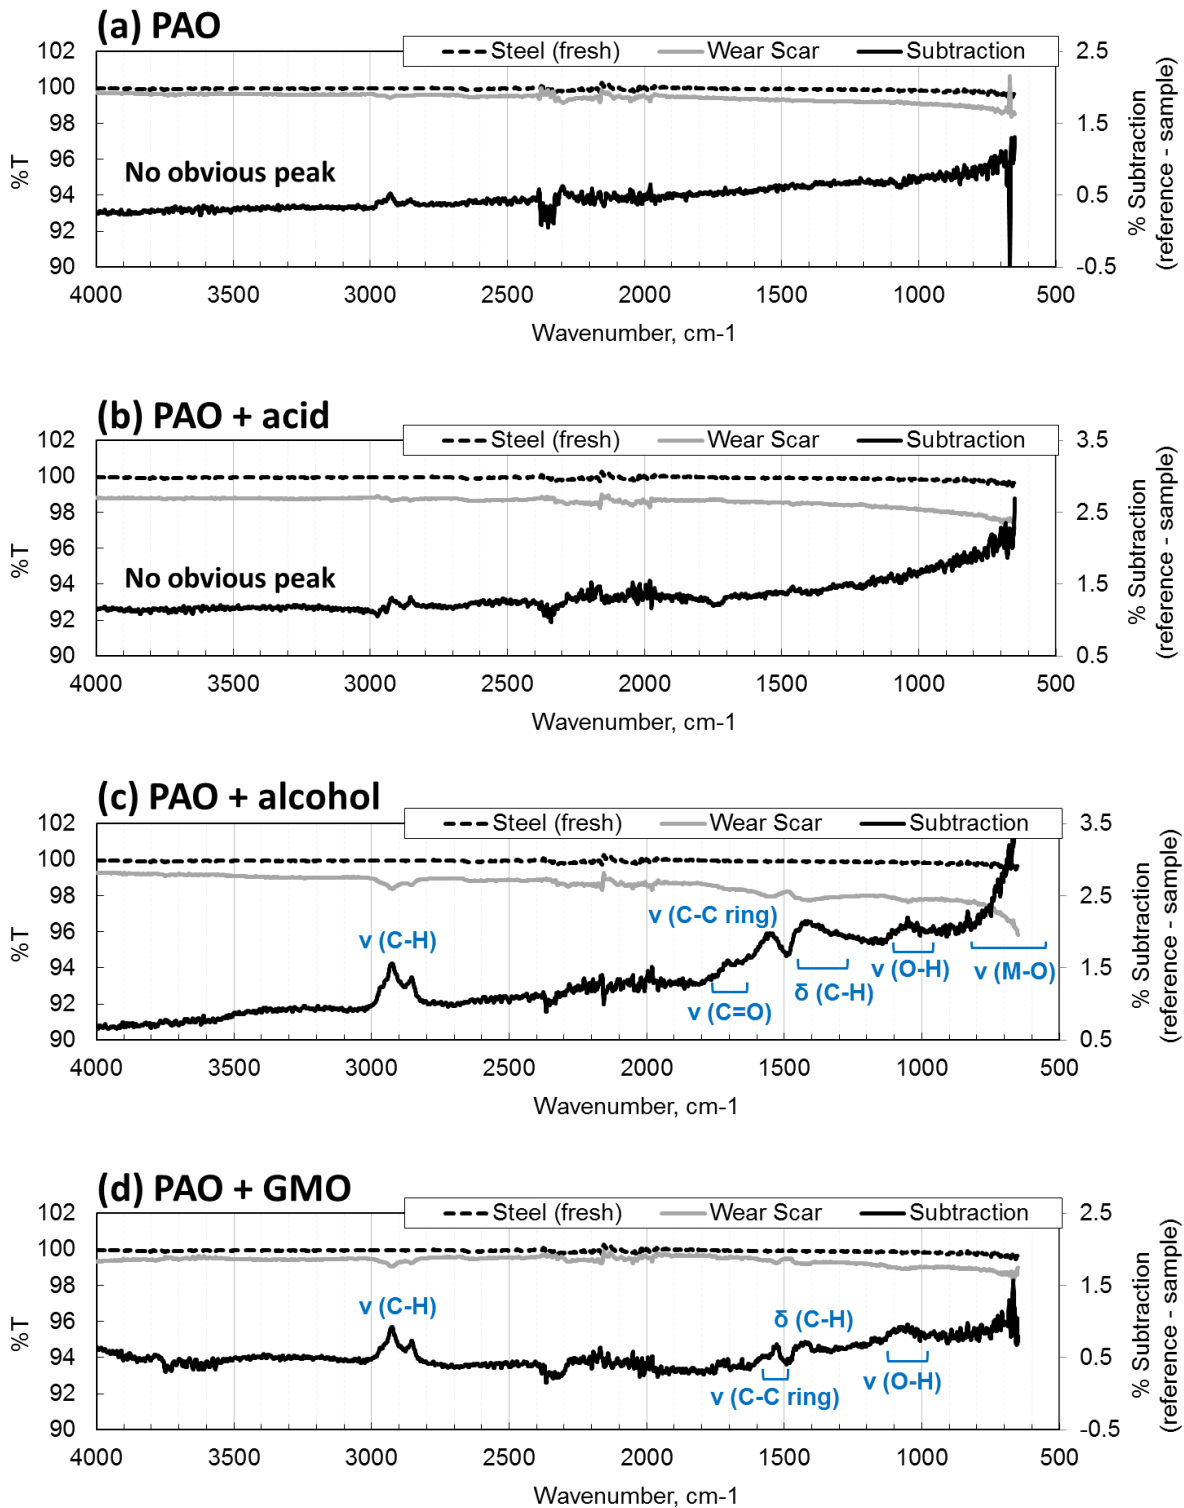 (a) PAO
Steel (fresh) Wear Scar Subtraction
102 100 98 96 94 92 90
%T
No obvious peak
2.5 1.5 0.5 -0.5
% Subtraction
(reference - sample)
4000 3500 3000 2500 2000 1500 1000 500
Wavenumber, cm-1
(b) PAO + acid
Steel (fresh) Wear Scar Subtraction
102 100 98 96 94 92 90
%T
No obvious peak
3.5 2.5 1.5 0.5
% Subtraction
(reference - sample)
4000 3500 3000 2500 2000 1500 1000 500
Wavenumber, cm-1
(c) PAO + alcohol
Steel (fresh) Wear Scar Subtraction
102 100 98 96 94 92 90
%T
v (C-H)
v (C-C ring)
v (C=O)
δ (C-H)
v (O-H)
v (M-O)
3.5 2.5 1.5 0.5
% Subtraction
(reference - sample)
4000 3500 3000 2500 2000 1500 1000 500
Wavenumber, cm-1
(d) PAO + GMO
Steel (fresh) Wear Scar Subtraction
102 100 98 96 94 92 90
%T
v (C-H)
δ (C-H)
v (C-C ring)
v (O-H)
2.5 1.5 0.5 -0.5
% Subtraction
(reference - sample)
4000 3500 3000 2500 2000 1500 1000 500
Wavenumber, cm-1